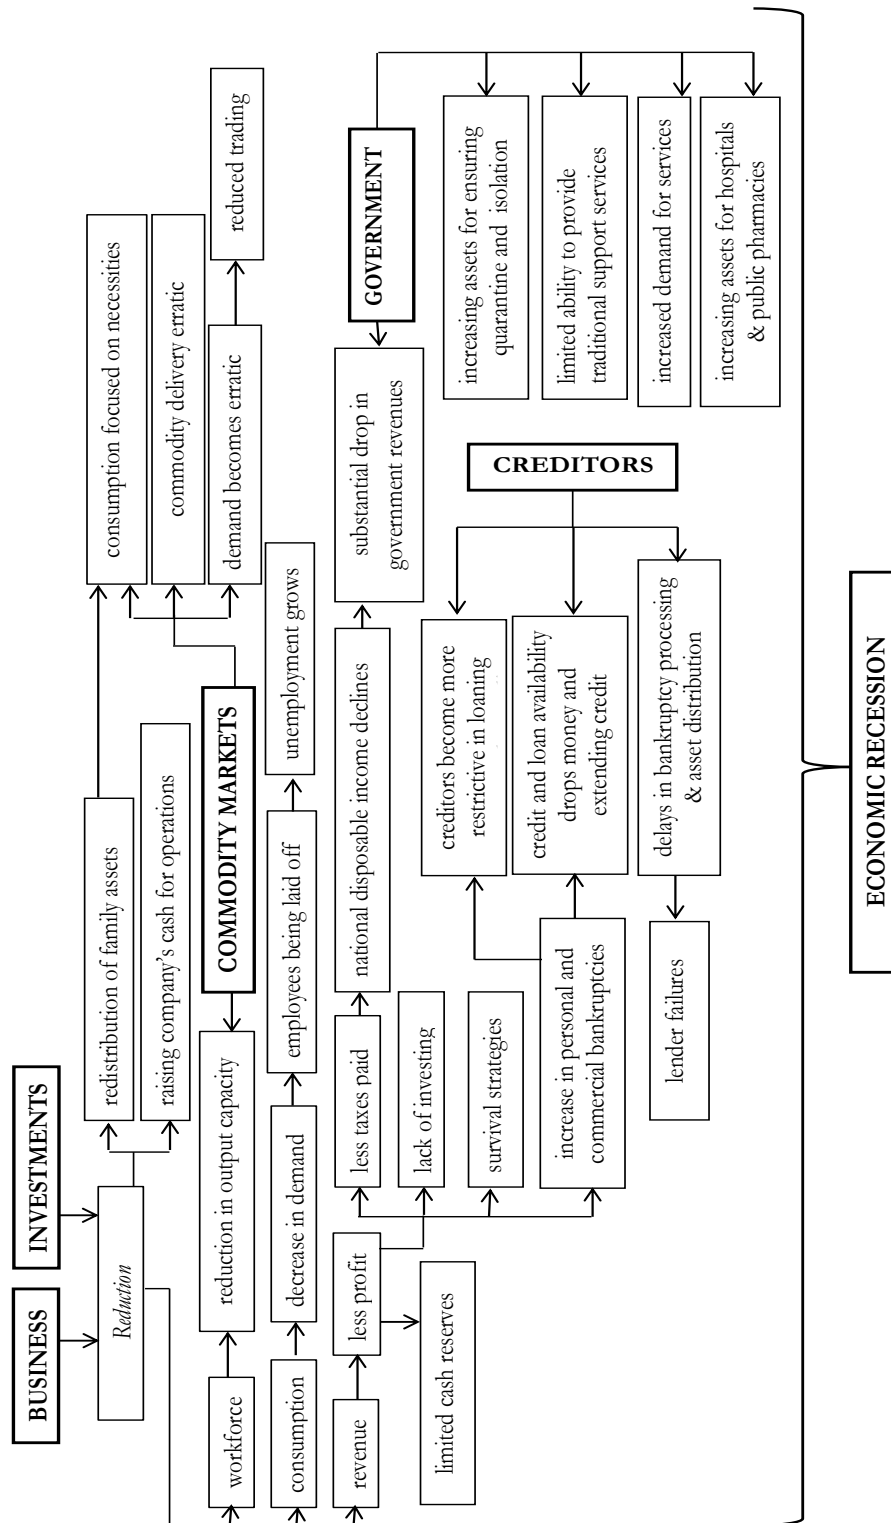 BUSINESS
INVESTMENTS
Reduction
redistribution of family assets
raising company's cash for operations
consumption focused on necessities
commodity delivery erratic
demand becomes erratic
reduced trading
COMMODITY MARKETS
workforce
reduction in output capacity
consumption
decrease in demand
employees being laid off
unemployment grows
revenue
less profit
limited cash reserves
less taxes paid
national disposable income declines
substantial drop in
government revenues
GOVERNMENT
lack of investing
survival strategies
increase in personal and
commercial bankruptcies
creditors become more
restrictive in loaning
credit and loan availability
drops money and
extending credit
delays in bankruptcy processing
& asset distribution
lender failures
CREDITORS
increasing assets for ensuring
quarantine and isolation
limited ability to provide
traditional support services
increased demand for services
increasing assets for hospitals
& public pharmacies
ECONOMIC RECESSION